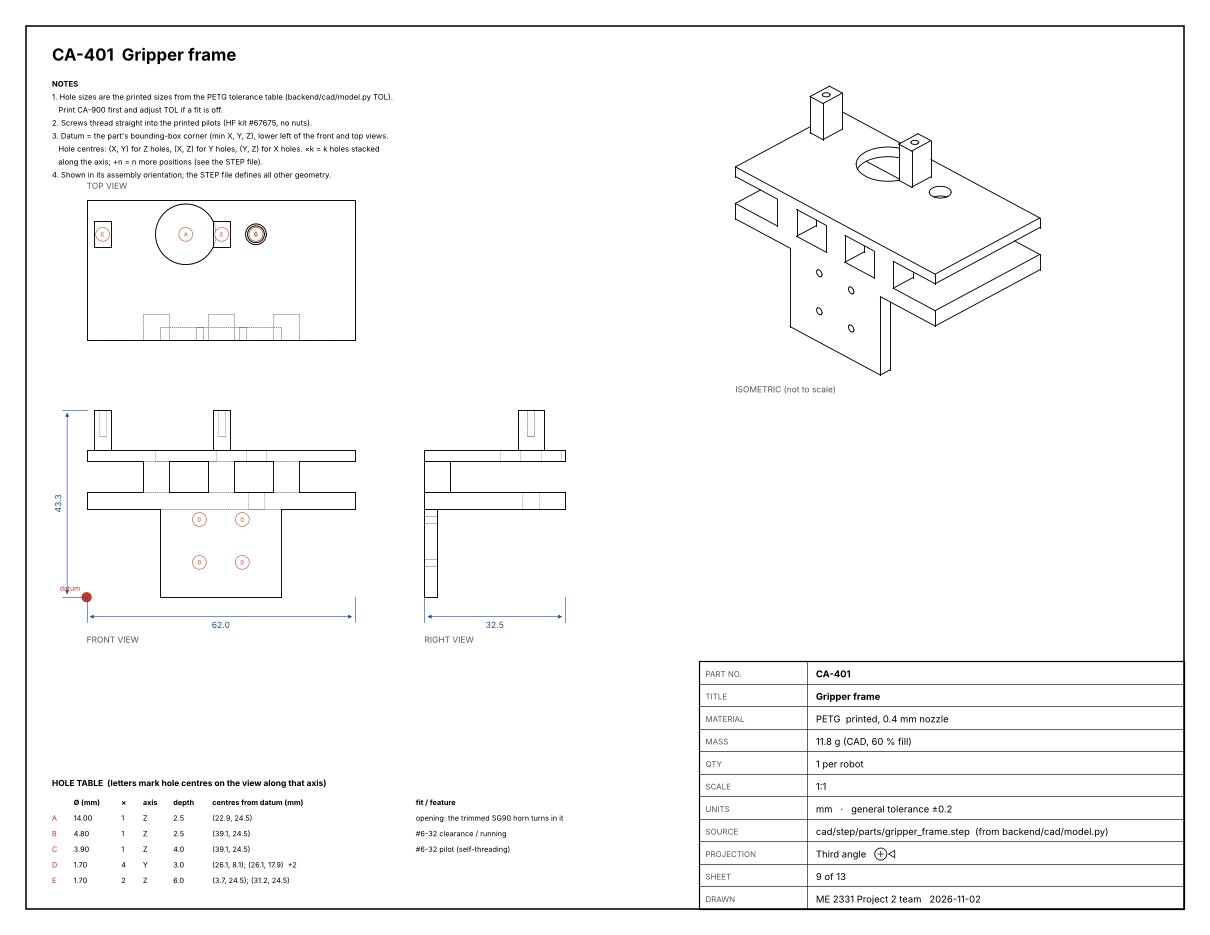 CA-401 Gripper frame
NOTES
1. Hole sizes are the printed sizes from the PETG tolerance table (backend/cad/model.py TOL).
Print CA-900 first and adjust TOL if a fit is off.
2. Screws thread straight into the printed pilots (HF kit #67675, no nuts).
3. Datum = the part's bounding-box corner (min X, Y, Z), lower left of the front and top views.
Hole centres: (X, Y) for Z holes, (X, Z) for Y holes, (Y, Z) for X holes. ×k = k holes stacked
along the axis; +n = n more positions (see the STEP file).
4. Shown in its assembly orientation; the STEP file defines all other geometry.
TOP VIEW
E A E B
ISOMETRIC (not to scale)
43.3
D D
D D
datum
62.0
32.5
FRONT VIEW
RIGHT VIEW
PART NO. CA-401
TITLE Gripper frame
MATERIAL PETG printed, 0.4 mm nozzle
MASS 11.8 g (CAD, 60 % fill)
QTY 1 per robot
SCALE 1:1
UNITS mm · general tolerance ±0.2
SOURCE cad/step/parts/gripper_frame.step (from backend/cad/model.py)
PROJECTION Third angle
SHEET 9 of 13
DRAWN ME 2331 Project 2 team 2026-11-02
HOLE TABLE (letters mark hole centres on the view along that axis)
Ø (mm) × axis depth centres from datum (mm) fit / feature
A 14.00 1 Z 2.5 (22.9, 24.5) opening: the trimmed SG90 horn turns in it
B 4.80 1 Z 2.5 (39.1, 24.5) #6-32 clearance / running
C 3.90 1 Z 4.0 (39.1, 24.5) #6-32 pilot (self-threading)
D 1.70 4 Y 3.0 (26.1, 8.1); (26.1, 17.9) +2
E 1.70 2 Z 6.0 (3.7, 24.5); (31.2, 24.5)